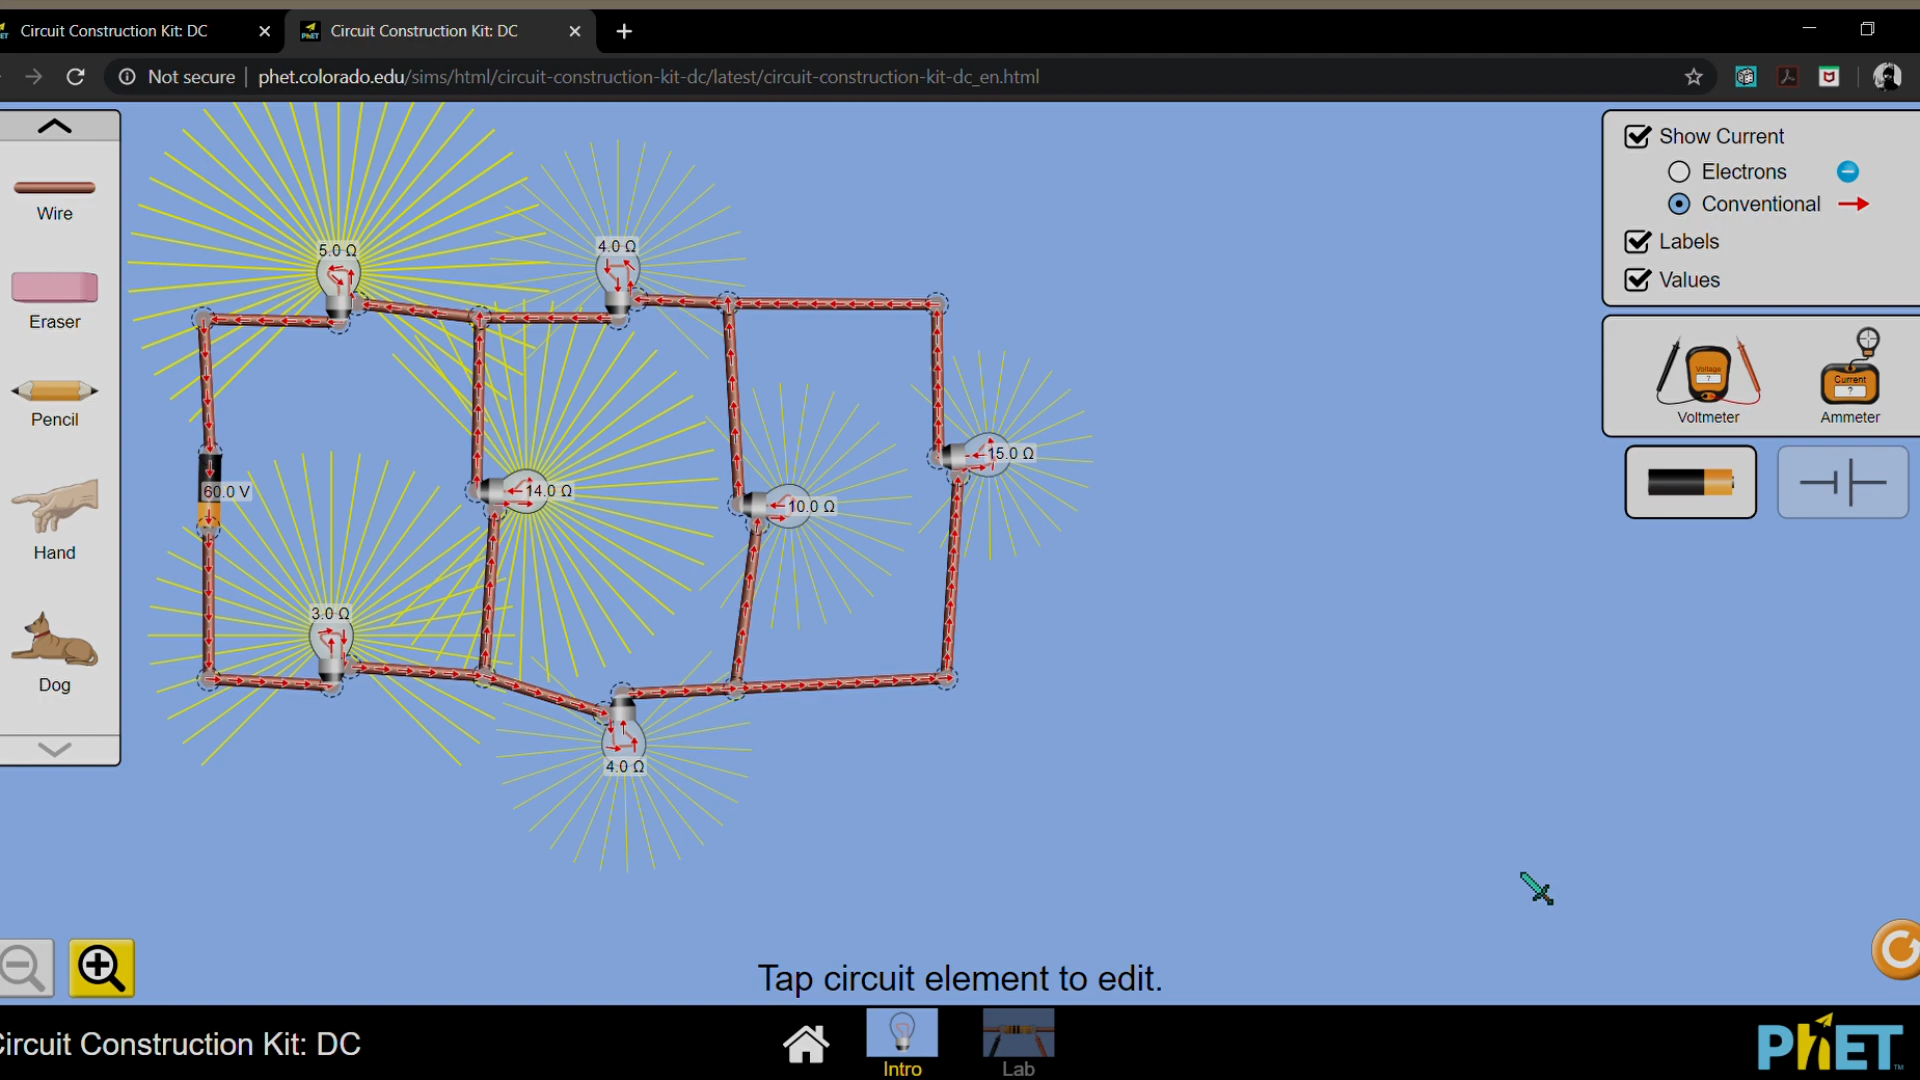 Circuit Construction Kit: DC
Circuit Construction Kit: DC
Not secure
phet.colorado.edu/sims/html/circuit-construction-kit-dc/latest/circuit-construction-kit-dc_en.html
Wire
Eraser
Pencil
Hand
Dog
5.0 Ω
4.0 Ω
60.0 V
14.0 Ω
10.0 Ω
15.0 Ω
3.0 Ω
4.0 Ω
Show Current
Electrons
Conventional
Labels
Values
Voltage
?
Voltmeter
Current
?
Ammeter
Tap circuit element to edit.
ircuit Construction Kit: DC
Intro
Lab
PhET